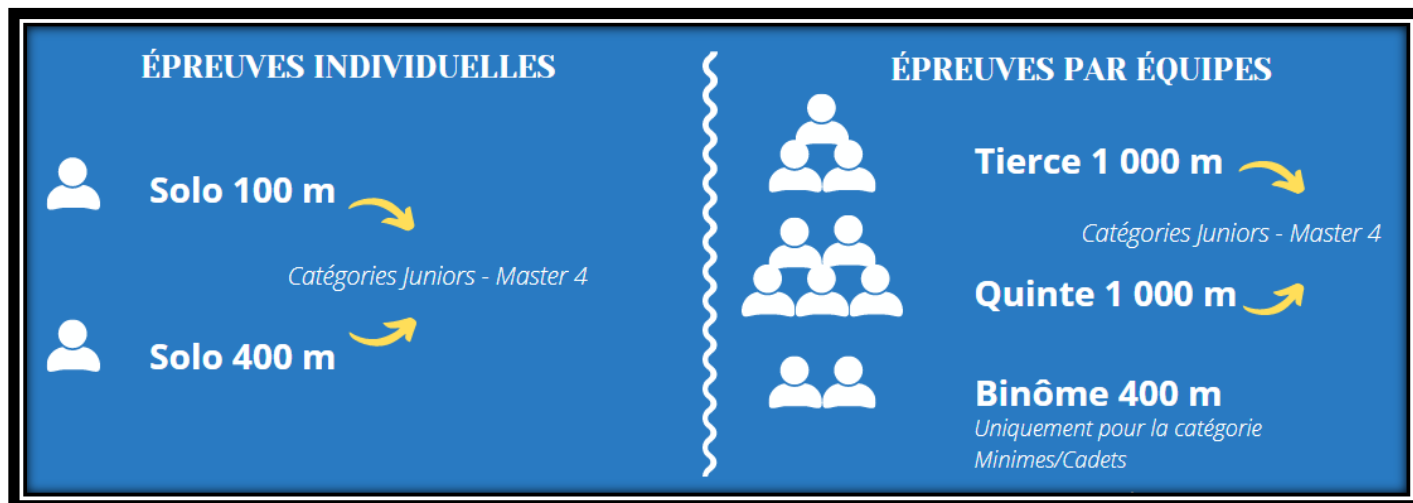 ÉPREUVES INDIVIDUELLES
Solo 100 m
Catégories Juniors - Master 4
Solo 400 m
ÉPREUVES PAR ÉQUIPES
Tierce 1 000 m
Catégories Juniors - Master 4
Quinte 1 000 m
Binôme 400 m
Uniquement pour la catégorie
Minimes/Cadets